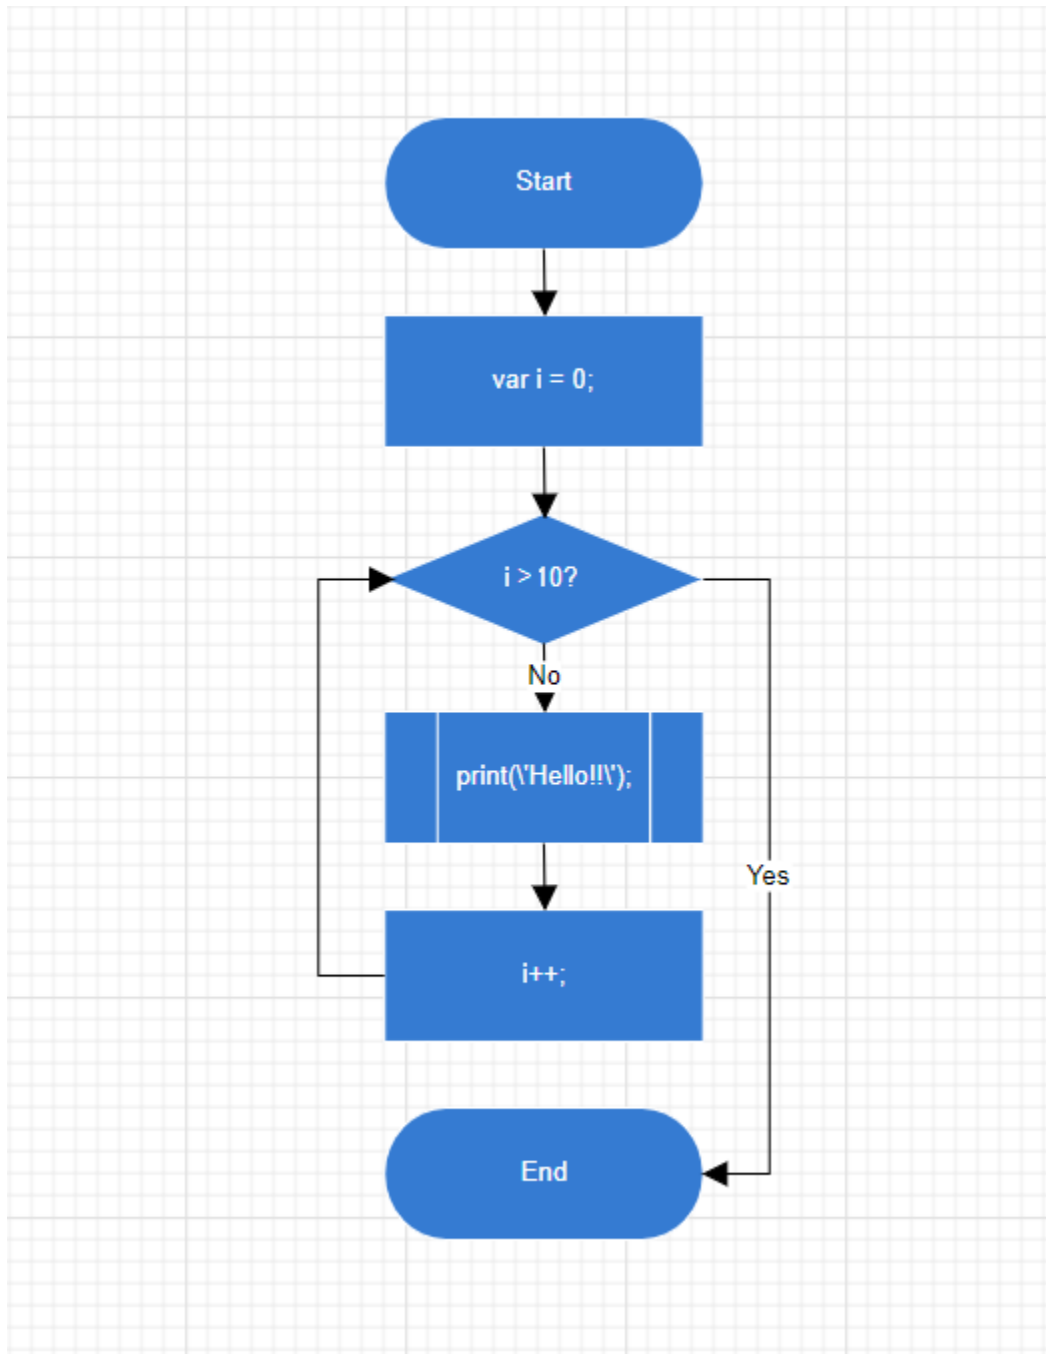 Start
var i = 0;
i > 10?
No
print(\'Hello!!\');
Yes
i++;
End